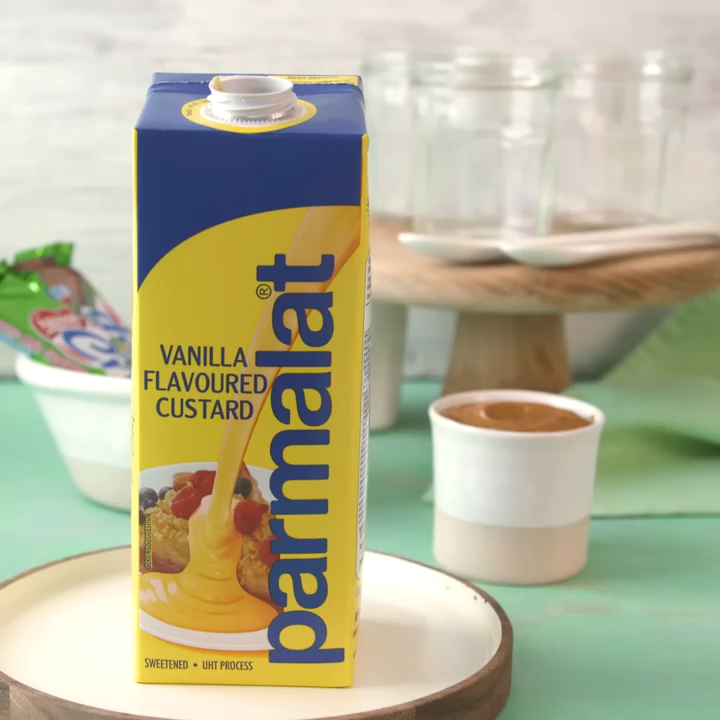 VANILLA
FLAVOURED
CUSTARD
parmalat®
SWEETENED • UHT PROCESS